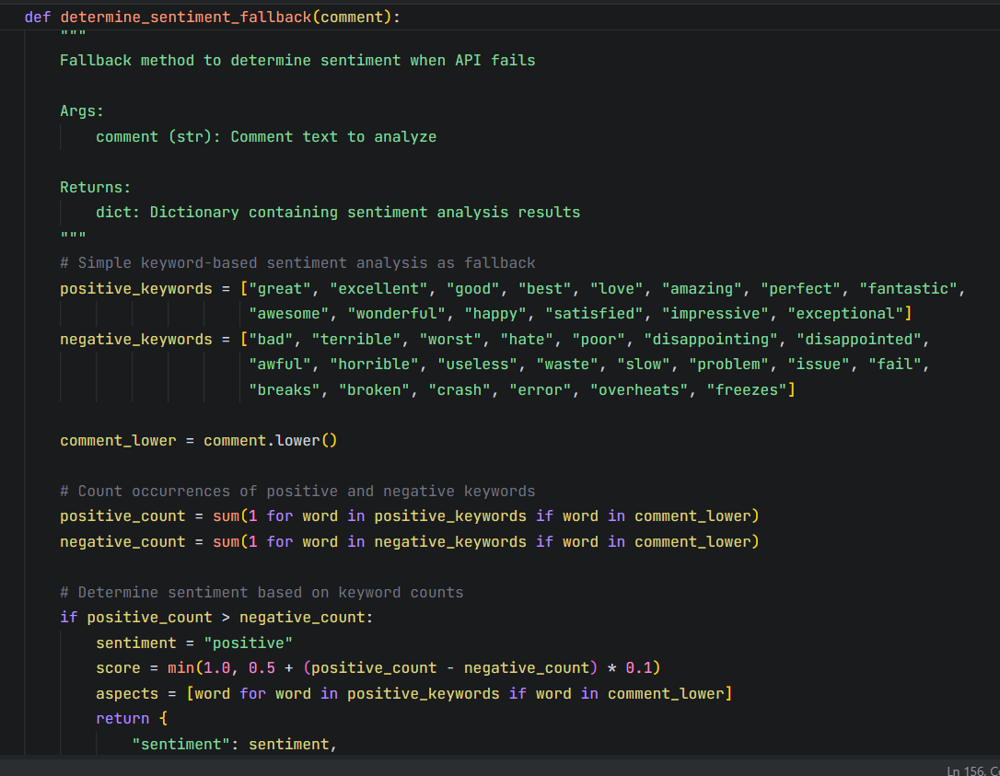 def determine_sentiment_fallback(comment):
"""
Fallback method to determine sentiment when API fails
Args:
comment (str): Comment text to analyze
Returns:
dict: Dictionary containing sentiment analysis results
"""
# Simple keyword-based sentiment analysis as fallback
positive_keywords = ["great", "excellent", "good", "best", "love", "amazing", "perfect", "fantastic",
"awesome", "wonderful", "happy", "satisfied", "impressive", "exceptional"]
negative_keywords = ["bad", "terrible", "worst", "hate", "poor", "disappointing", "disappointed",
"awful", "horrible", "useless", "waste", "slow", "problem", "issue", "fail",
"breaks", "broken", "crash", "error", "overheats", "freezes"]
comment_lower = comment.lower()
# Count occurrences of positive and negative keywords
positive_count = sum(1 for word in positive_keywords if word in comment_lower)
negative_count = sum(1 for word in negative_keywords if word in comment_lower)
# Determine sentiment based on keyword counts
if positive_count > negative_count:
sentiment = "positive"
score = min(1.0, 0.5 + (positive_count - negative_count) * 0.1)
aspects = [word for word in positive_keywords if word in comment_lower]
return {
"sentiment": sentiment,
Ln 156,